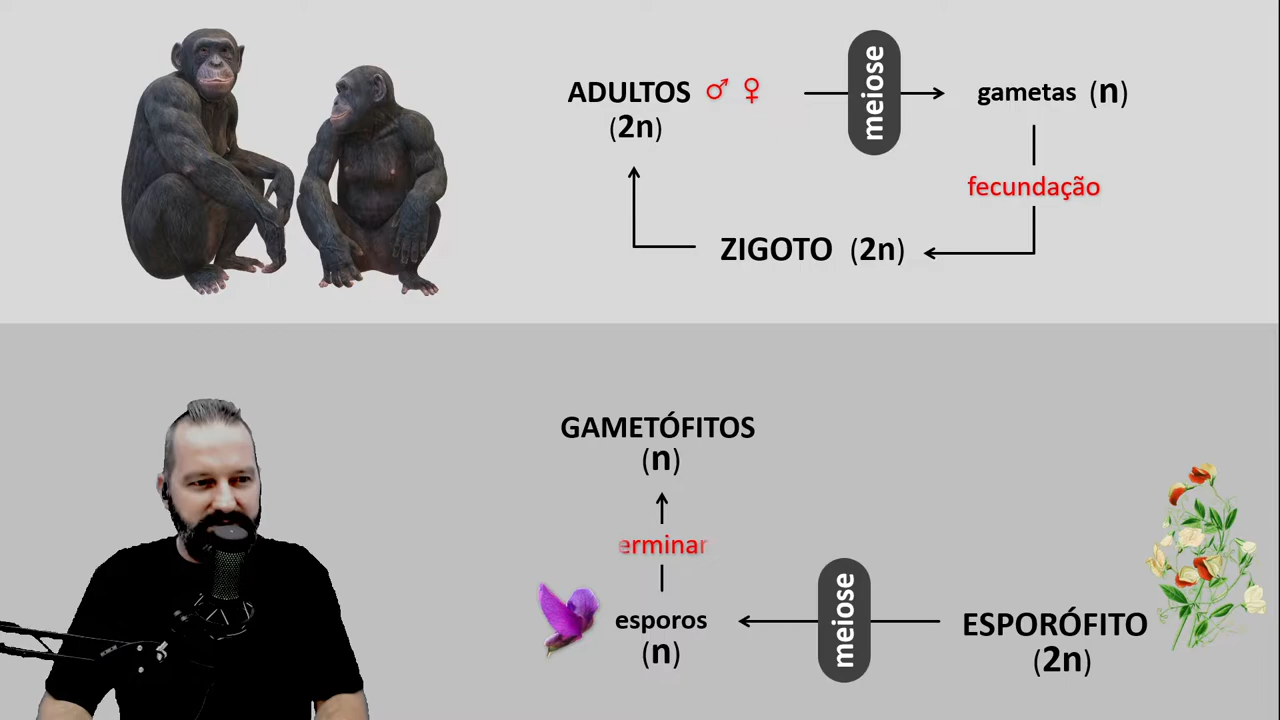 ADULTOS ♂ ♀
(2n)
meiose
gametas (n)
fecundação
ZIGOTO (2n)
GAMETÓFITOS
(n)
erminar
esporos
(n)
meiose
ESPORÓFITO
(2n)